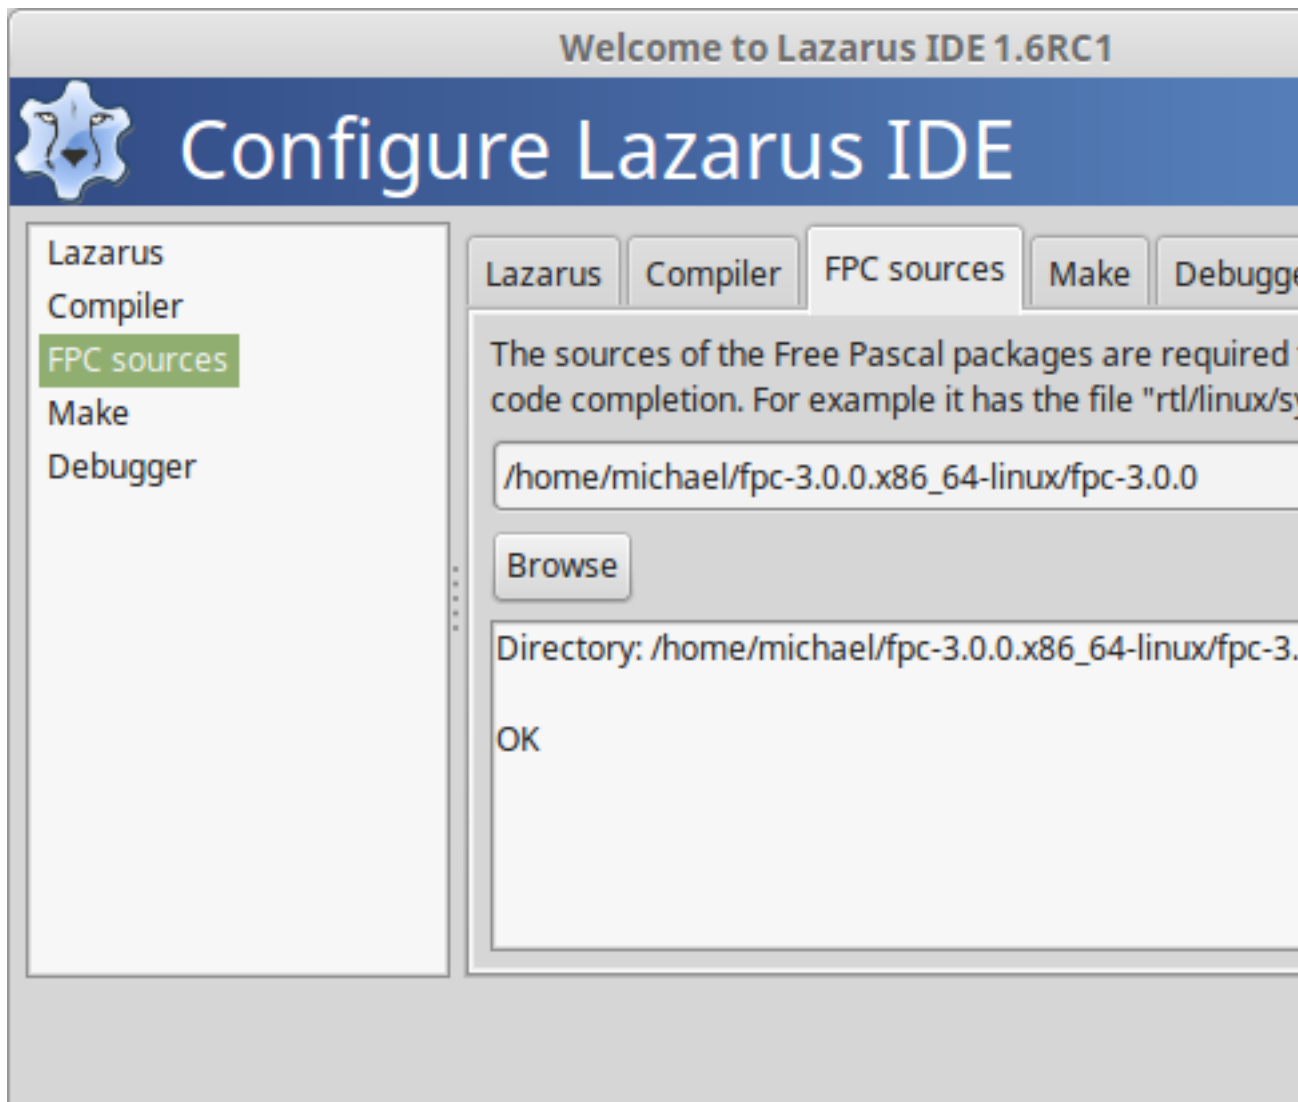 Welcome to Lazarus IDE 1.6RC1
Configure Lazarus IDE
Lazarus
Compiler
FPC sources
Make
Debugger
Lazarus Compiler FPC sources Make Debugge
The sources of the Free Pascal packages are required
code completion. For example it has the file "rtl/linux/sy
/home/michael/fpc-3.0.0.x86_64-linux/fpc-3.0.0
Browse
Directory: /home/michael/fpc-3.0.0.x86_64-linux/fpc-3.
OK